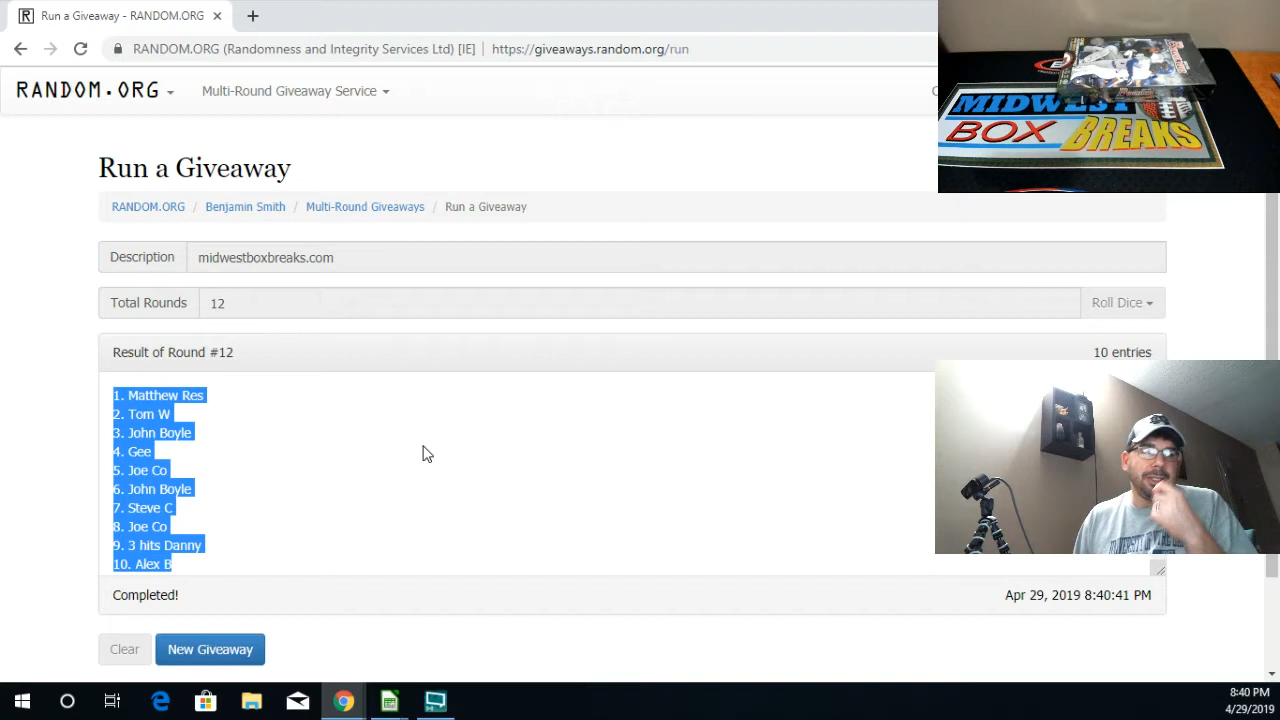 Run a Giveaway - RANDOM.ORG
RANDOM.ORG (Randomness and Integrity Services Ltd) [IE] https://giveaways.random.org/run
RANDOM.ORG Multi-Round Giveaway Service
Run a Giveaway
RANDOM.ORG / Benjamin Smith / Multi-Round Giveaways / Run a Giveaway
Description midwestboxbreaks.com
Total Rounds 12 Roll Dice
Result of Round #12 10 entries
1. Matthew Res
2. Tom W
3. John Boyle
4. Gee
5. Joe Co
6. John Boyle
7. Steve C
8. Joe Co
9. 3 hits Danny
10. Alex B
Completed! Apr 29, 2019 8:40:41 PM
Clear New Giveaway
MIDWEST
BOX BREAKS
8:40 PM
4/29/2019